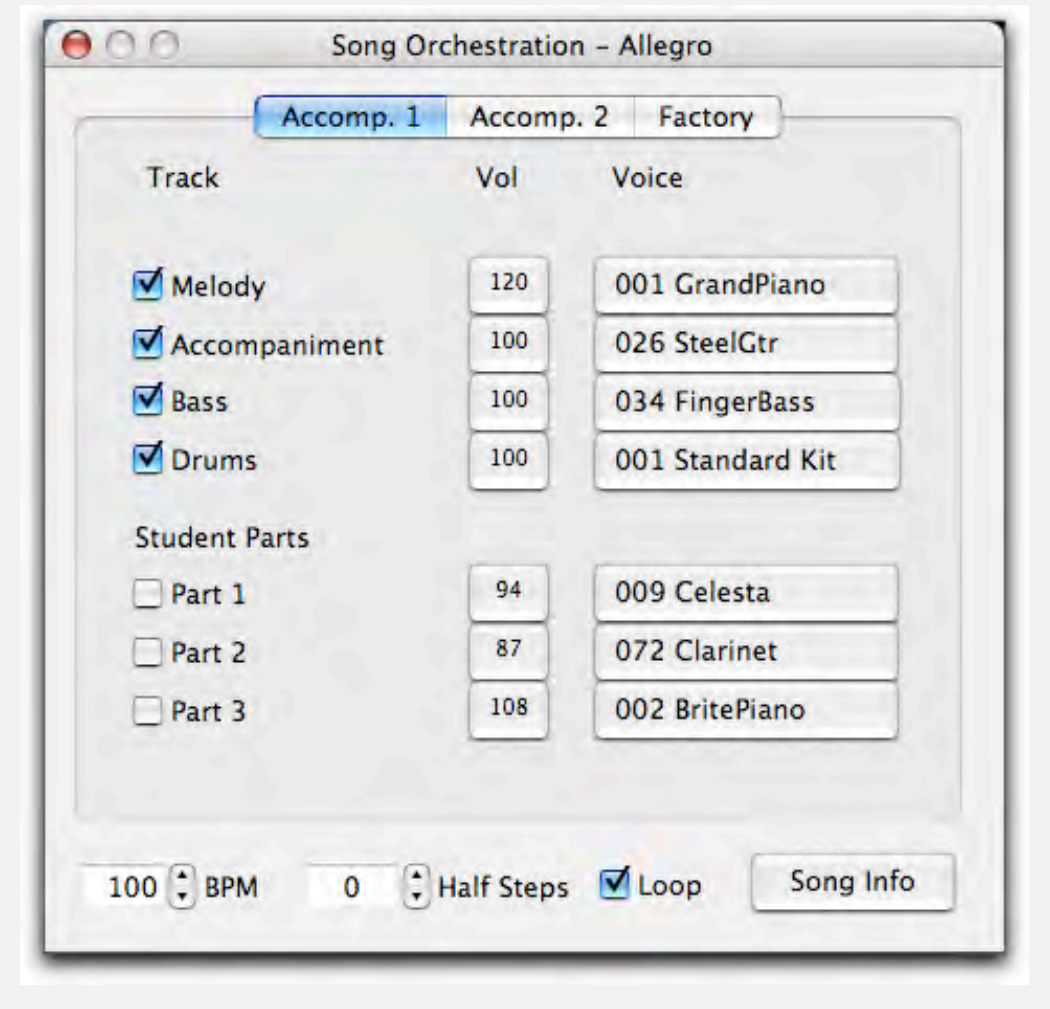 Song Orchestration – Allegro
Accomp. 1 Accomp. 2 Factory
Track Vol Voice
Melody 120 001 GrandPiano
Accompaniment 100 026 SteelGtr
Bass 100 034 FingerBass
Drums 100 001 Standard Kit
Student Parts
Part 1 94 009 Celesta
Part 2 87 072 Clarinet
Part 3 108 002 BritePiano
100 BPM 0 Half Steps Loop Song Info